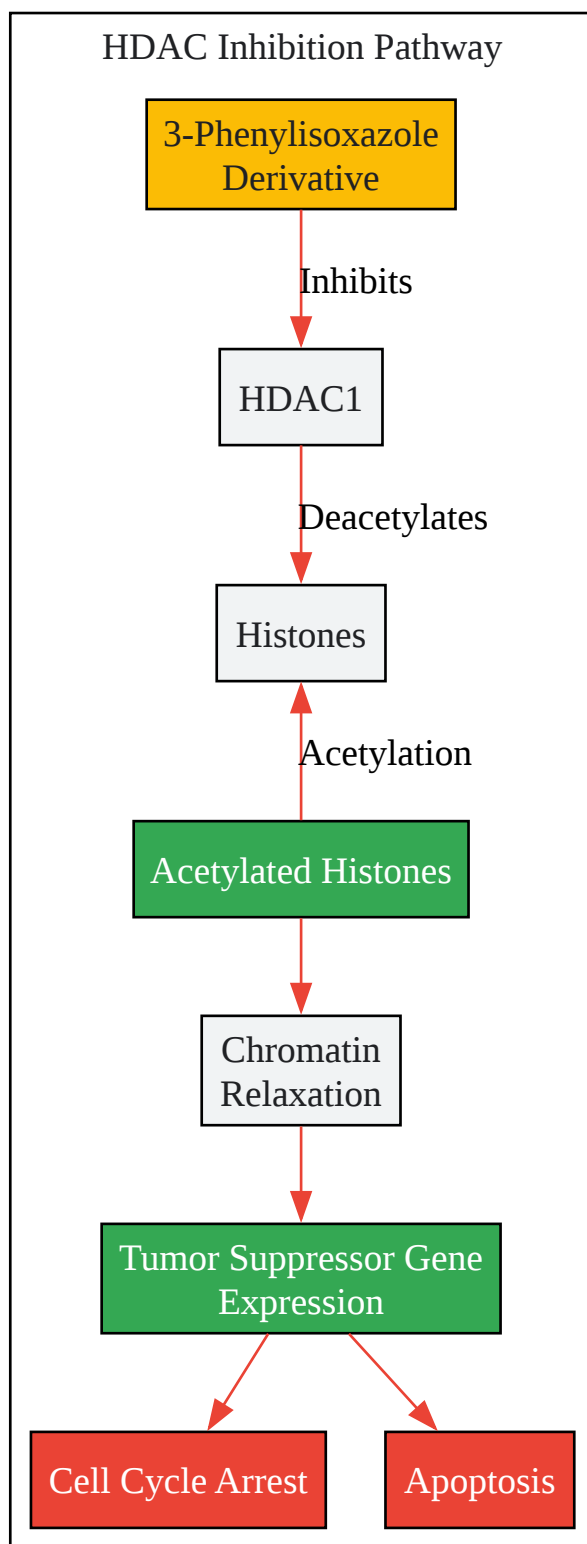 HDAC Inhibition Pathway
3-Phenylisoxazole
Derivative
Inhibits
HDAC1
Deacetylates
Histones
Acetylation
Acetylated Histones
Chromatin
Relaxation
Tumor Suppressor Gene
Expression
Cell Cycle Arrest
Apoptosis